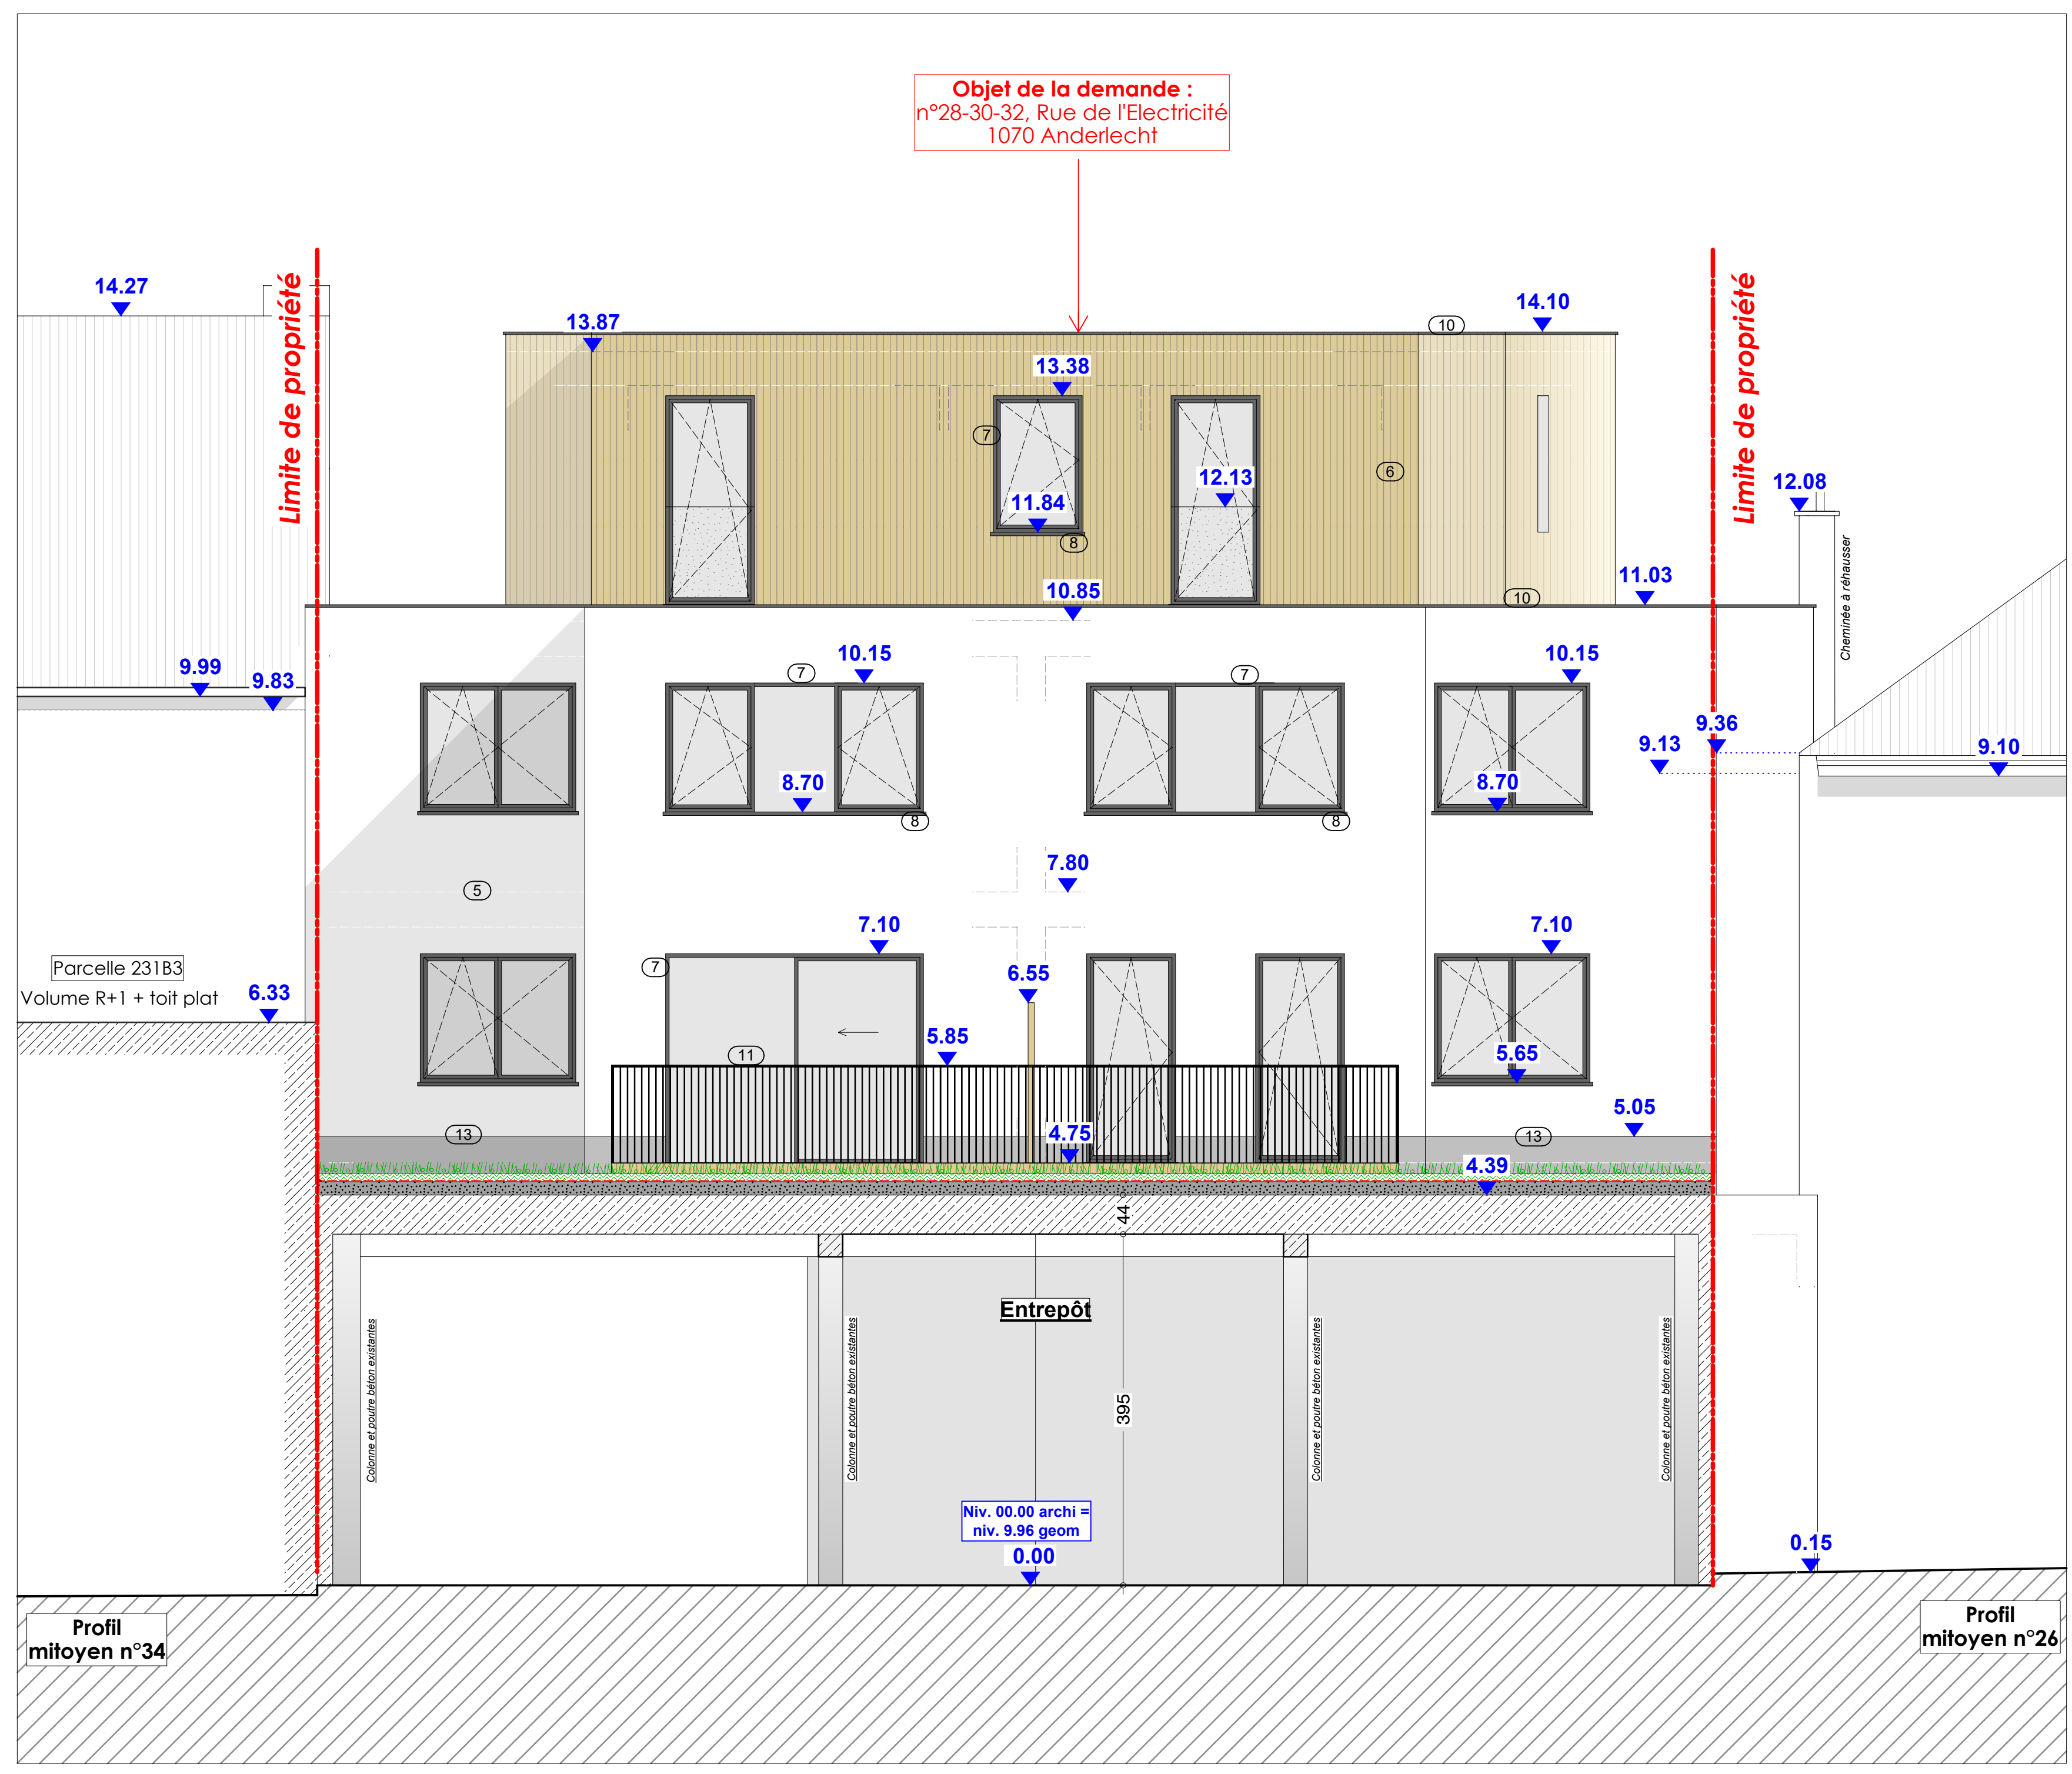 Objet de la demande :
n°28-30-32, Rue de l'Electricité
1070 Anderlecht
Limite de propriété
Limite de propriété
14.27
13.87
10
14.10
13.38
7
6
12.13
11.84
8
12.08
Cheminée à réhausser
10.85
10
11.03
9.99
9.83
7
10.15
7
10.15
9.36
9.13
9.10
8.70
8.70
8
8
5
7.80
7.10
7.10
7
Parcelle 231B3
Volume R+1 + toit plat
6.33
6.55
5.85
11
5.65
5.05
13
4.75
13
4.39
44
Entrepôt
395
Colonne et poutre béton existantes
Colonne et poutre béton existantes
Colonne et poutre béton existantes
Colonne et poutre béton existantes
Niv. 00.00 archi =
niv. 9.96 geom
0.00
0.15
Profil
mitoyen n°34
Profil
mitoyen n°26